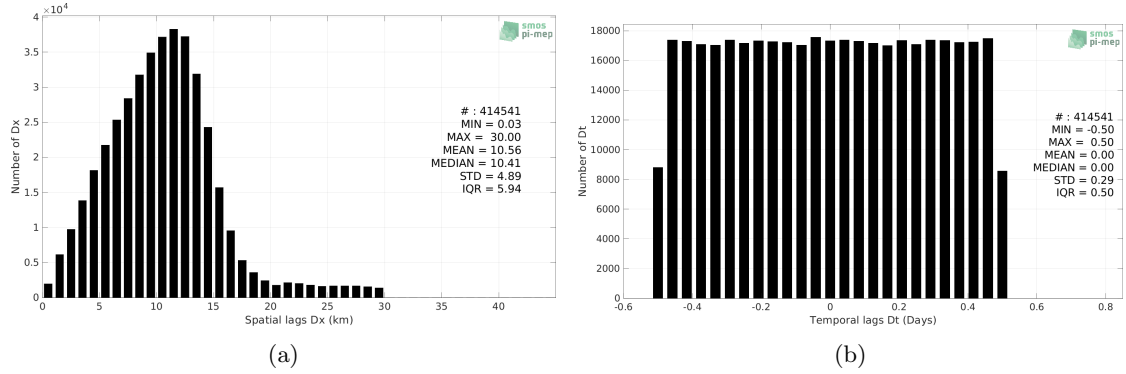 ×10⁴
4
3.5
3
2.5
2
1.5
1
0.5
0
Number of Dx
0 5 10 15 20 25 30 35 40
Spatial lags Dx (km)
smos
pi-mep
# : 414541
MIN = 0.03
MAX = 30.00
MEAN = 10.56
MEDIAN = 10.41
STD = 4.89
IQR = 5.94
(a)
18000
16000
14000
12000
10000
8000
6000
4000
2000
0
Number of Dt
-0.6 -0.4 -0.2 0 0.2 0.4 0.6 0.8
Temporal lags Dt (Days)
smos
pi-mep
# : 414541
MIN = -0.50
MAX = 0.50
MEAN = 0.00
MEDIAN = 0.00
STD = 0.29
IQR = 0.50
(b)